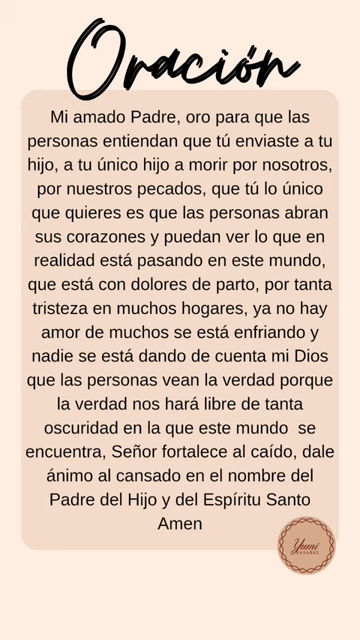 Oración
Mi amado Padre, oro para que las
personas entiendan que tú enviaste a tu
hijo, a tu único hijo a morir por nosotros,
por nuestros pecados, que tú lo único
que quieres es que las personas abran
sus corazones y puedan ver lo que en
realidad está pasando en este mundo,
que está con dolores de parto, por tanta
tristeza en muchos hogares, ya no hay
amor de muchos se está enfriando y
nadie se está dando de cuenta mi Dios
que las personas vean la verdad porque
la verdad nos hará libre de tanta
oscuridad en la que este mundo  se
encuentra, Señor fortalece al caído, dale
ánimo al cansado en el nombre del
Padre del Hijo y del Espíritu Santo
Amen
Yumi